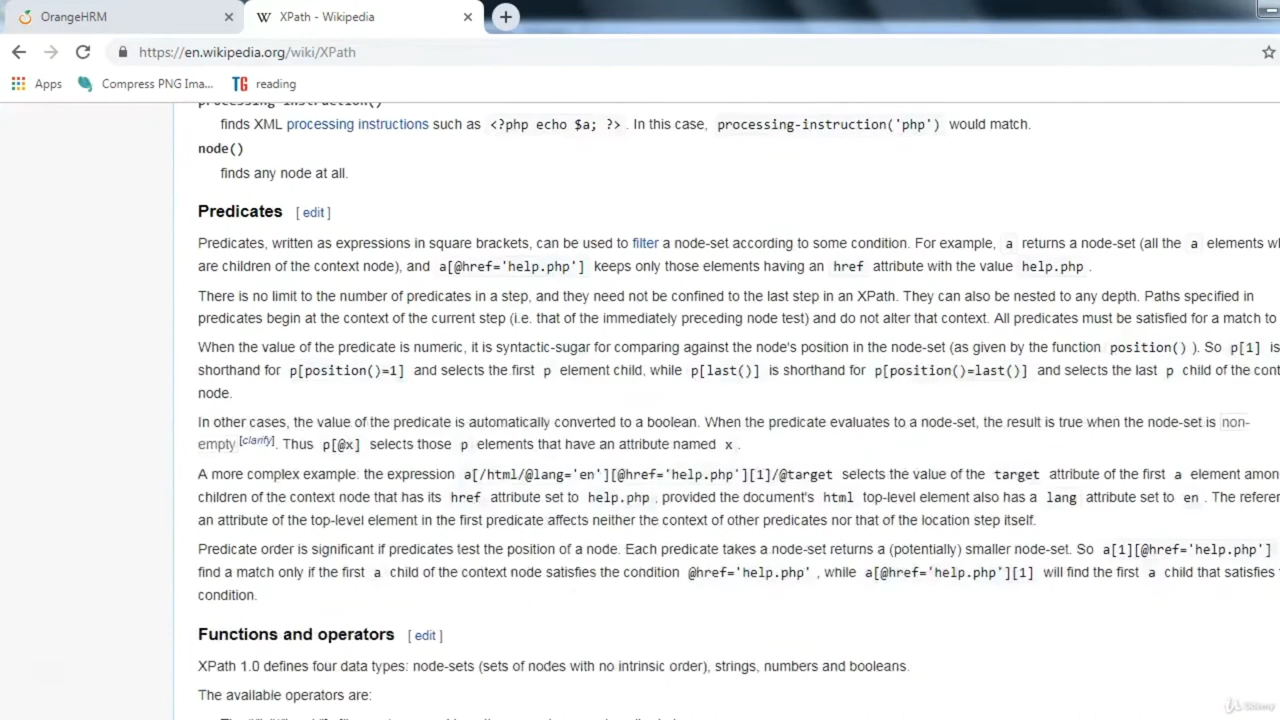 OrangeHRM
XPath - Wikipedia
https://en.wikipedia.org/wiki/XPath
Apps
Compress PNG Ima...
TG reading
processing-instruction()
finds XML processing instructions such as <?php echo $a; ?>. In this case, processing-instruction('php') would match.
node()
finds any node at all.
Predicates [ edit ]
Predicates, written as expressions in square brackets, can be used to filter a node-set according to some condition. For example, a returns a node-set (all the a elements
are children of the context node), and a[@href='help.php'] keeps only those elements having an href attribute with the value help.php.
There is no limit to the number of predicates in a step, and they need not be confined to the last step in an XPath. They can also be nested to any depth. Paths specified in
predicates begin at the context of the current step (i.e. that of the immediately preceding node test) and do not alter that context. All predicates must be satisfied for a match to
When the value of the predicate is numeric, it is syntactic-sugar for comparing against the node's position in the node-set (as given by the function position()). So p[1] is
shorthand for p[position()=1] and selects the first p element child, while p[last()] is shorthand for p[position()=last()] and selects the last p child of the cont
node.
In other cases, the value of the predicate is automatically converted to a boolean. When the predicate evaluates to a node-set, the result is true when the node-set is non-
empty [clarify]. Thus p[@x] selects those p elements that have an attribute named x.
A more complex example: the expression a[/html/@lang='en'][@href='help.php'][1]/@target selects the value of the target attribute of the first a element amon
children of the context node that has its href attribute set to help.php, provided the document's html top-level element also has a lang attribute set to en. The refere
an attribute of the top-level element in the first predicate affects neither the context of other predicates nor that of the location step itself.
Predicate order is significant if predicates test the position of a node. Each predicate takes a node-set returns a (potentially) smaller node-set. So a[1][@href='help.php']
find a match only if the first a child of the context node satisfies the condition @href='help.php', while a[@href='help.php'][1] will find the first a child that satisfies
condition.
Functions and operators [ edit ]
XPath 1.0 defines four data types: node-sets (sets of nodes with no intrinsic order), strings, numbers and booleans.
The available operators are:
Udemy